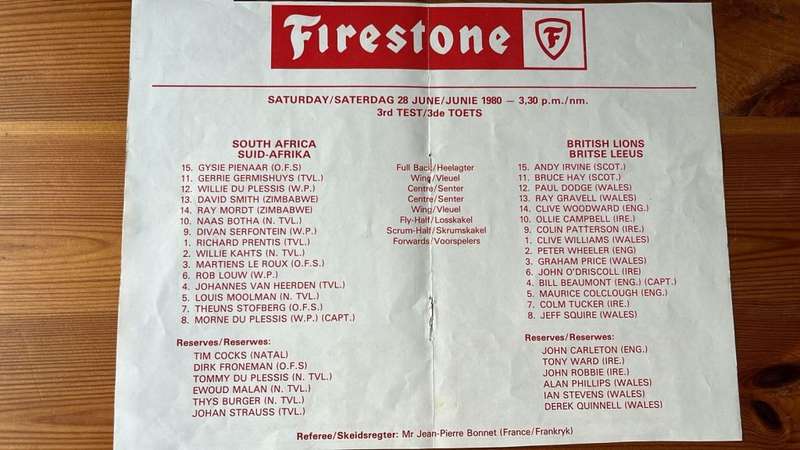 Firestone
F
SATURDAY/SATERDAG 28 JUNE/JUNIE 1980 — 3,30 p.m./nm.
3rd TEST/3de TOETS
SOUTH AFRICA
SUID-AFRIKA
15. GYSIE PIENAAR (O.F.S)
11. GERRIE GERMISHUYS (TVL.)
12. WILLIE DU PLESSIS (W.P.)
13. DAVID SMITH (ZIMBABWE)
14. RAY MORDT (ZIMBABWE)
10. NAAS BOTHA (N. TVL.)
9. DIVAN SERFONTEIN (W.P.)
1. RICHARD PRENTIS (TVL.)
2. WILLIE KAHTS (N. TVL.)
3. MARTIENS LE ROUX (O.F.S.)
6. ROB LOUW (W.P.)
4. JOHANNES VAN HEERDEN (TVL.)
5. LOUIS MOOLMAN (N. TVL.)
7. THEUNS STOFBERG (O.F.S.)
8. MORNE DU PLESSIS (W.P.) (CAPT.)
Reserves/Reserwes:
TIM COCKS (NATAL)
DIRK FRONEMAN (O.F.S)
TOMMY DU PLESSIS (N. TVL.)
EWOUD MALAN (N. TVL.)
THYS BURGER (N. TVL.)
JOHAN STRAUSS (TVL.)
Full Back/Heelagter
Wing/Vleuel
Centre/Senter
Centre/Senter
Wing/Vleuel
Fly-Half/Losskakel
Scrum-Half/Skrumskakel
Forwards/Voorspelers
BRITISH LIONS
BRITSE LEEUS
15. ANDY IRVINE (SCOT.)
11. BRUCE HAY (SCOT.)
12. PAUL DODGE (WALES)
13. RAY GRAVELL (WALES)
14. CLIVE WOODWARD (ENG.)
10. OLLIE CAMPBELL (IRE.)
9. COLIN PATTERSON (IRE.)
1. CLIVE WILLIAMS (WALES)
2. PETER WHEELER (ENG)
3. GRAHAM PRICE (WALES)
6. JOHN O'DRISCOLL (IRE)
4. BILL BEAUMONT (ENG.) (CAPT.)
5. MAURICE COLCLOUGH (ENG.)
7. COLM TUCKER (IRE.)
8. JEFF SQUIRE (WALES)
Reserves/Reserwes:
JOHN CARLETON (ENG.)
TONY WARD (IRE.)
JOHN ROBBIE (IRE.)
ALAN PHILLIPS (WALES)
IAN STEVENS (WALES)
DEREK QUINNELL (WALES)
Referee/Skeidsregter: Mr Jean-Pierre Bonnet (France/Frankryk)